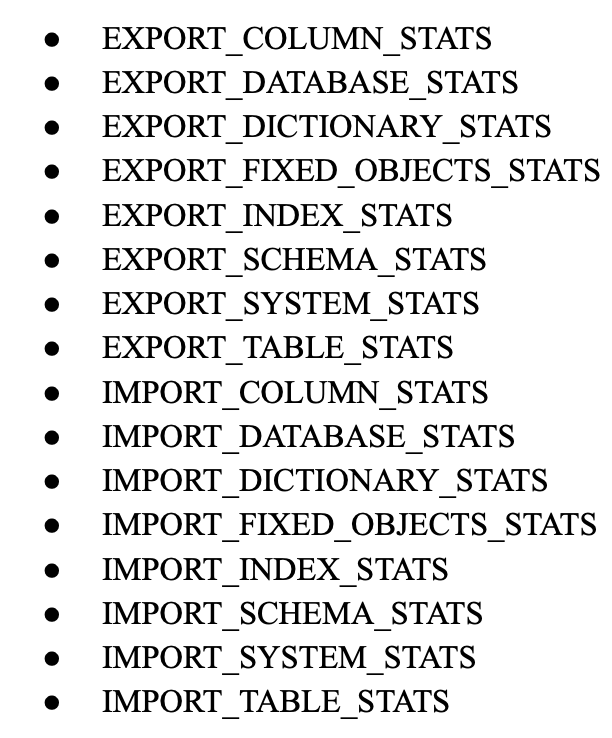 ● EXPORT_COLUMN_STATS
● EXPORT_DATABASE_STATS
● EXPORT_DICTIONARY_STATS
● EXPORT_FIXED_OBJECTS_STATS
● EXPORT_INDEX_STATS
● EXPORT_SCHEMA_STATS
● EXPORT_SYSTEM_STATS
● EXPORT_TABLE_STATS
● IMPORT_COLUMN_STATS
● IMPORT_DATABASE_STATS
● IMPORT_DICTIONARY_STATS
● IMPORT_FIXED_OBJECTS_STATS
● IMPORT_INDEX_STATS
● IMPORT_SCHEMA_STATS
● IMPORT_SYSTEM_STATS
● IMPORT_TABLE_STATS